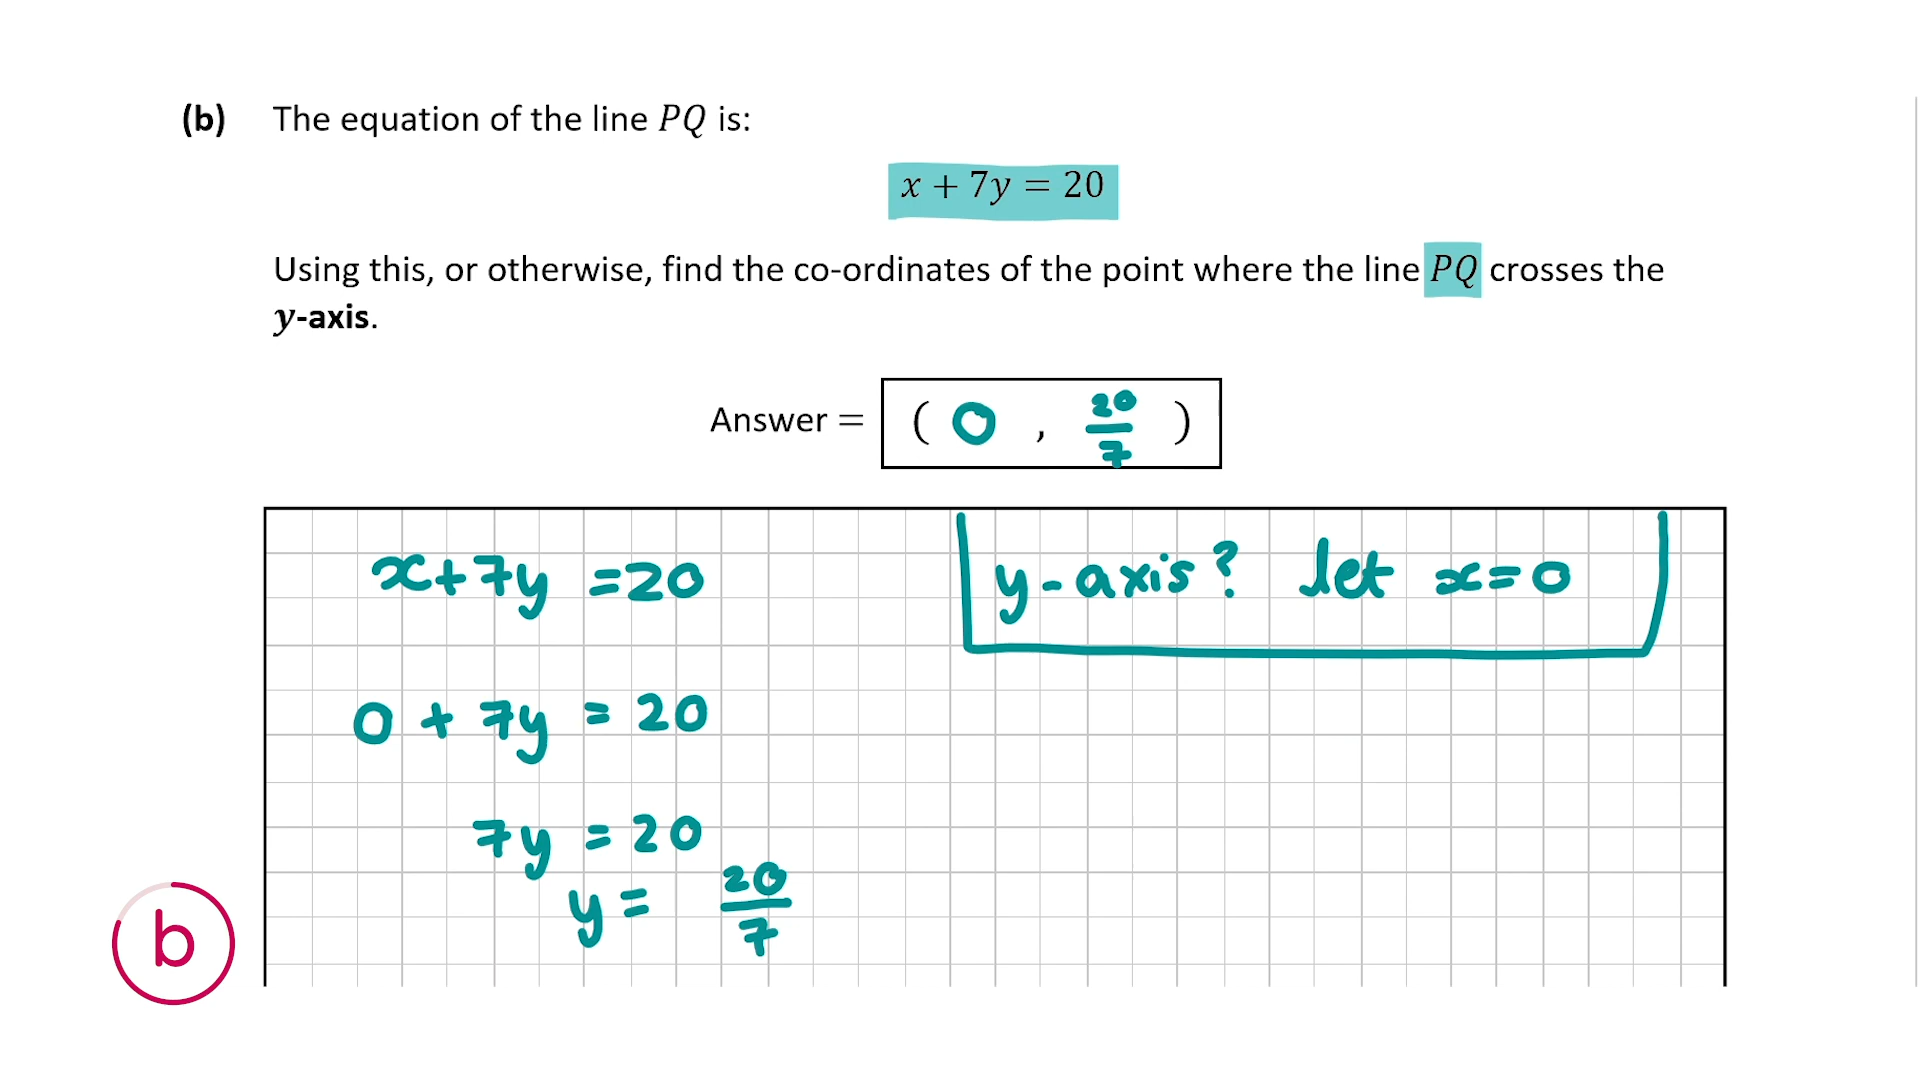 (b) The equation of the line PQ is:
x + 7y = 20
Using this, or otherwise, find the co-ordinates of the point where the line PQ crosses the
y-axis.
Answer = ( 0 , 20/7 )
x+7y =20
y-axis? let x=0
0 + 7y = 20
7y = 20
y = 20/7
b